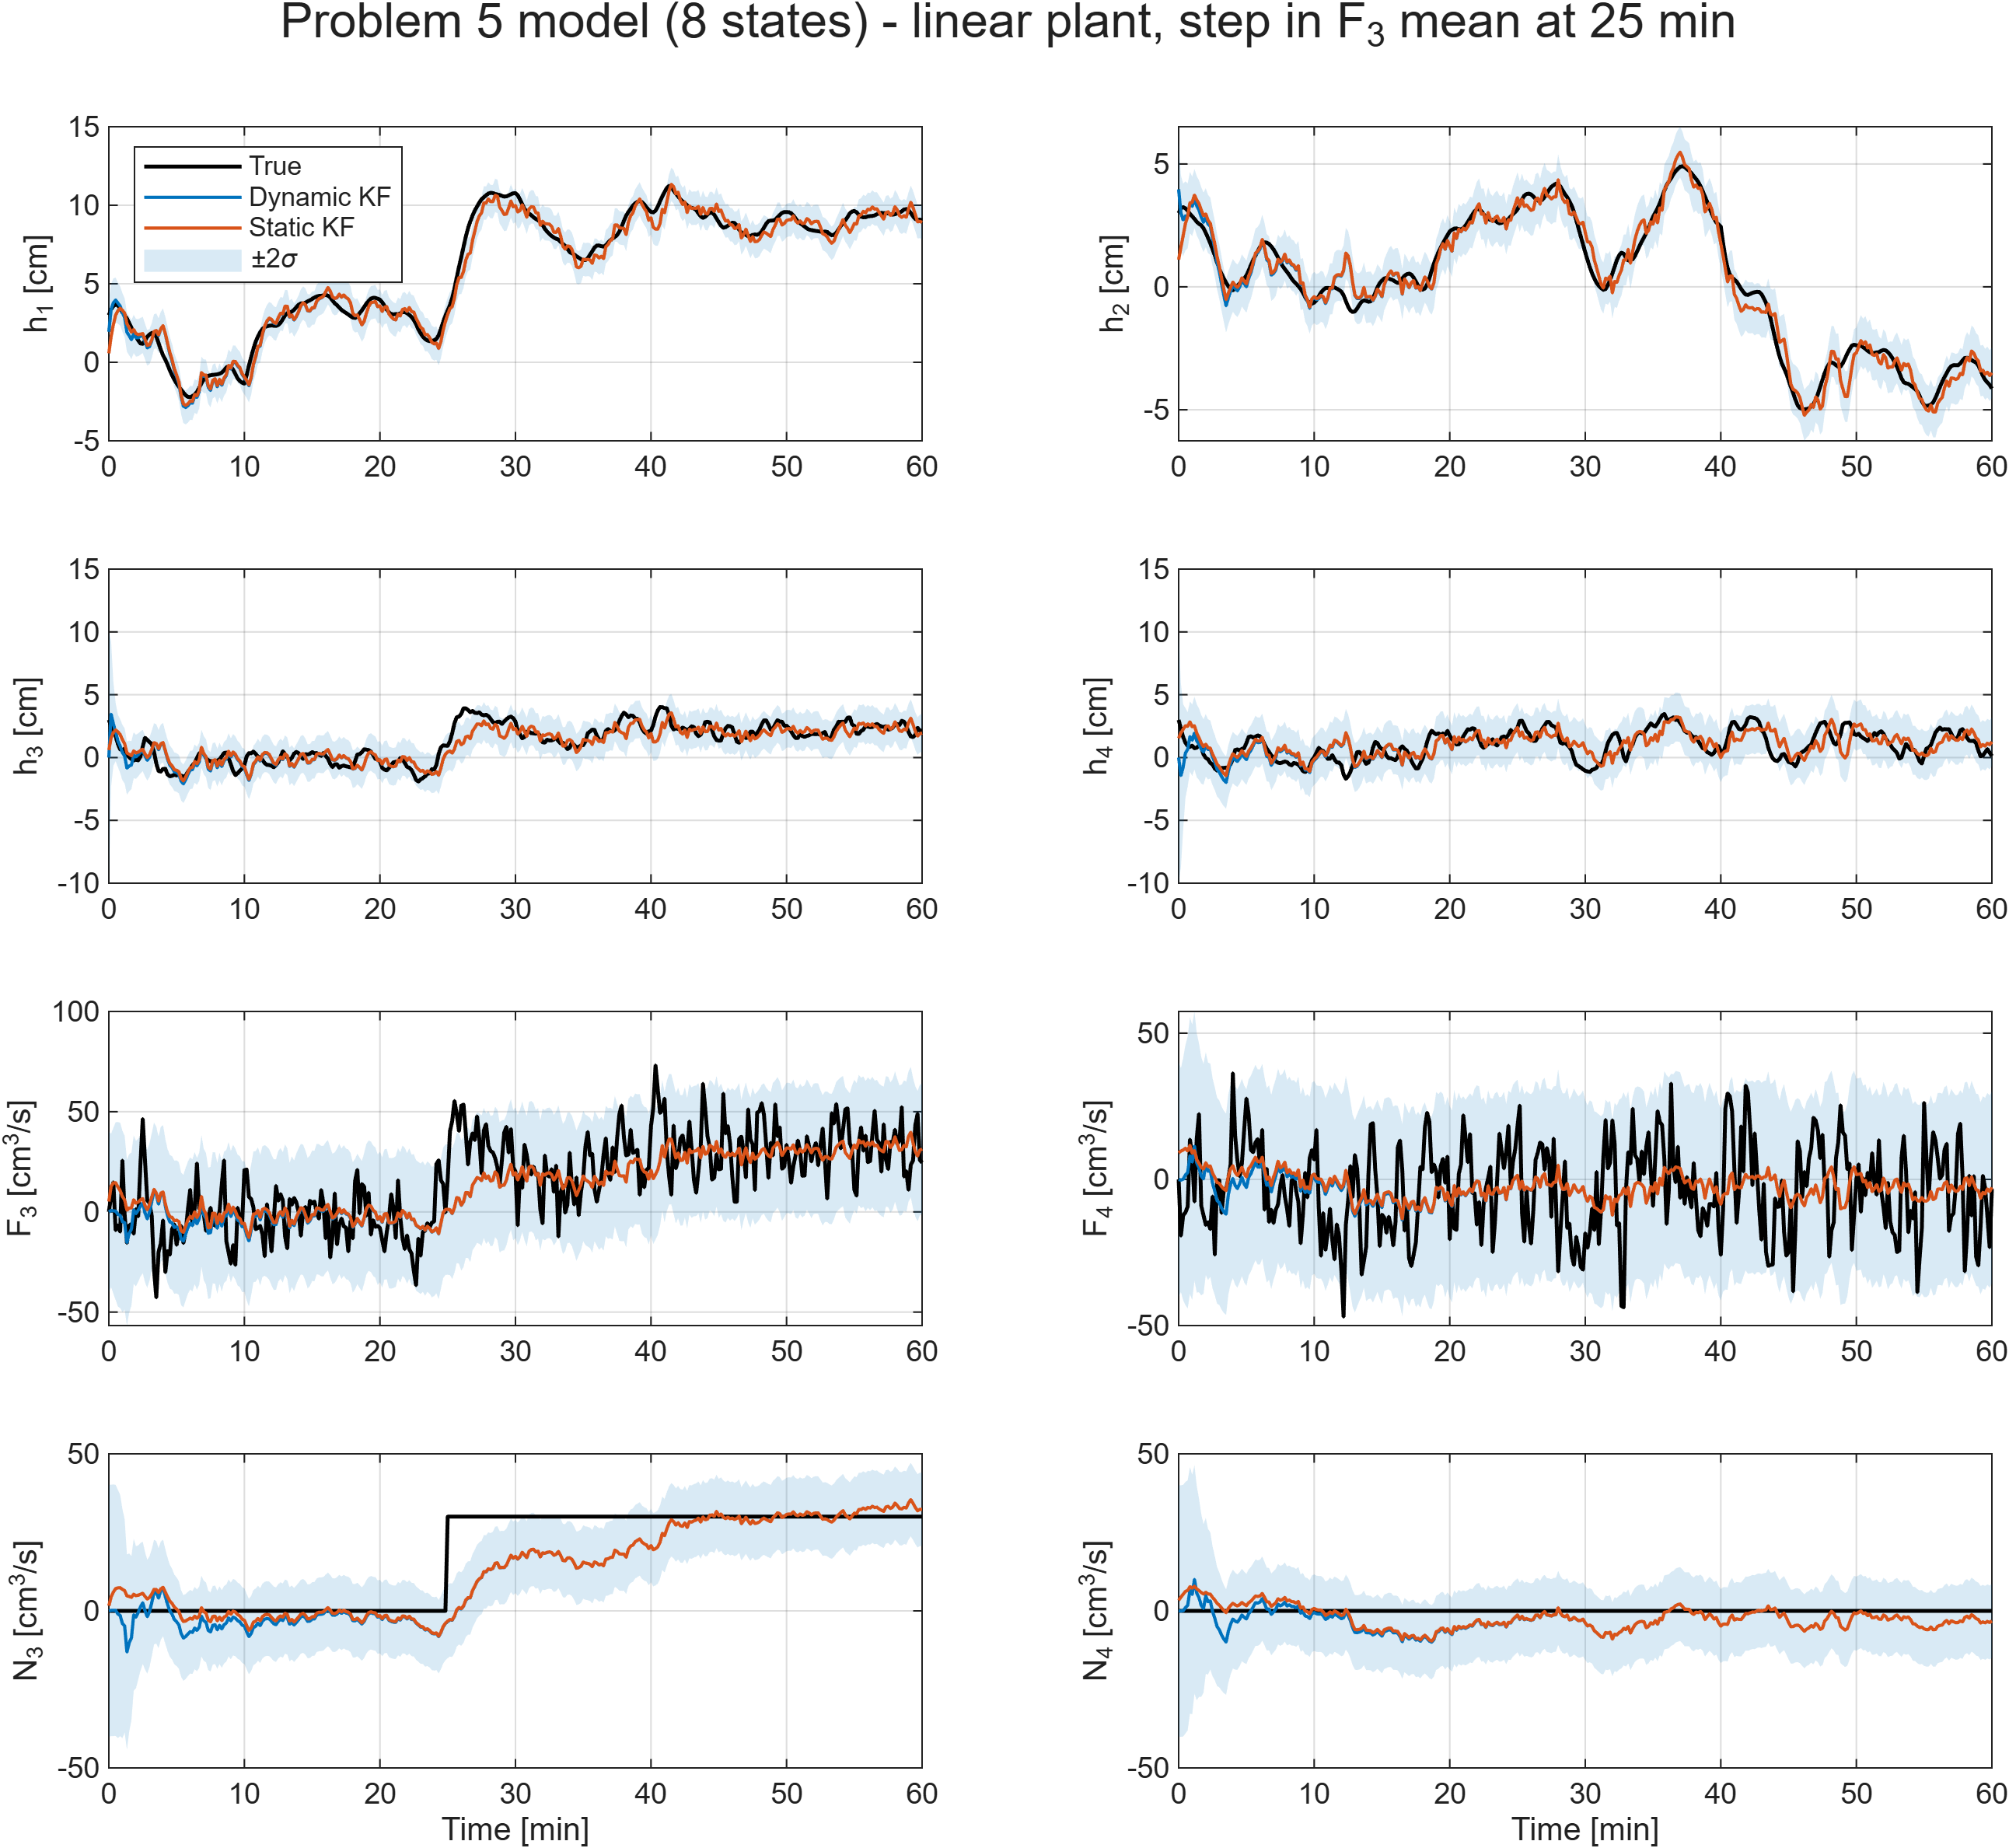 Problem 5 model (8 states) - linear plant, step in F₃ mean at 25 min
15
10
5
0
-5
h₁ [cm]
True
Dynamic KF
Static KF
±2σ
0 10 20 30 40 50 60
5
0
-5
h₂ [cm]
0 10 20 30 40 50 60
15
10
5
0
-5
-10
h₃ [cm]
0 10 20 30 40 50 60
15
10
5
0
-5
-10
h₄ [cm]
0 10 20 30 40 50 60
100
50
0
-50
F₃ [cm³/s]
0 10 20 30 40 50 60
50
0
-50
F₄ [cm³/s]
0 10 20 30 40 50 60
50
0
-50
N₃ [cm³/s]
0 10 20 30 40 50 60
Time [min]
50
0
-50
N₄ [cm³/s]
0 10 20 30 40 50 60
Time [min]